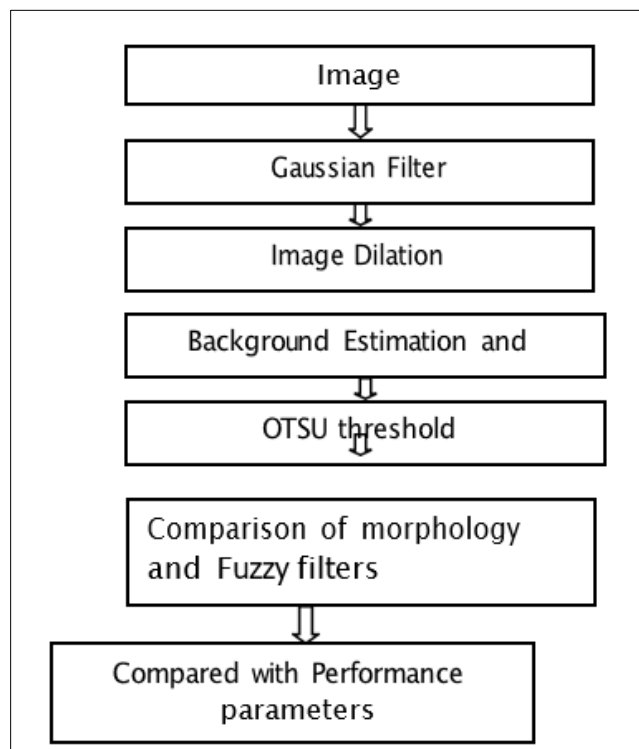 Image
Gaussian Filter
Image Dilation
Background Estimation and
OTSU threshold
Comparison of morphology
and Fuzzy filters
Compared with Performance
parameters